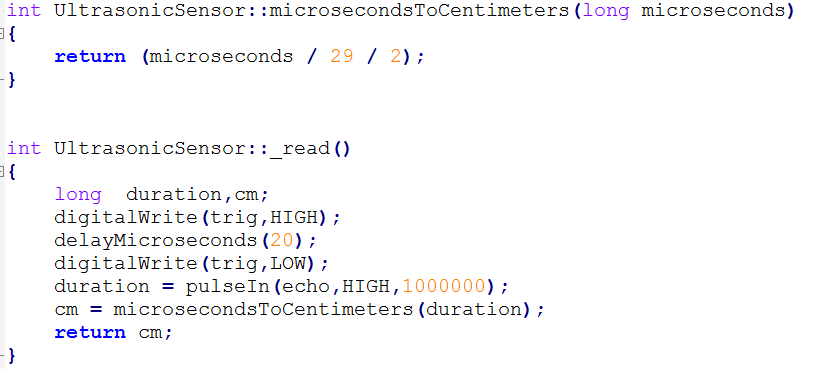 int UltrasonicSensor::microsecondsToCentimeters(long microseconds)
{
    return (microseconds / 29 / 2);
}
int UltrasonicSensor::_read()
{
    long  duration,cm;
    digitalWrite(trig,HIGH);
    delayMicroseconds(20);
    digitalWrite(trig,LOW);
    duration = pulseIn(echo,HIGH,1000000);
    cm = microsecondsToCentimeters(duration);
    return cm;
}